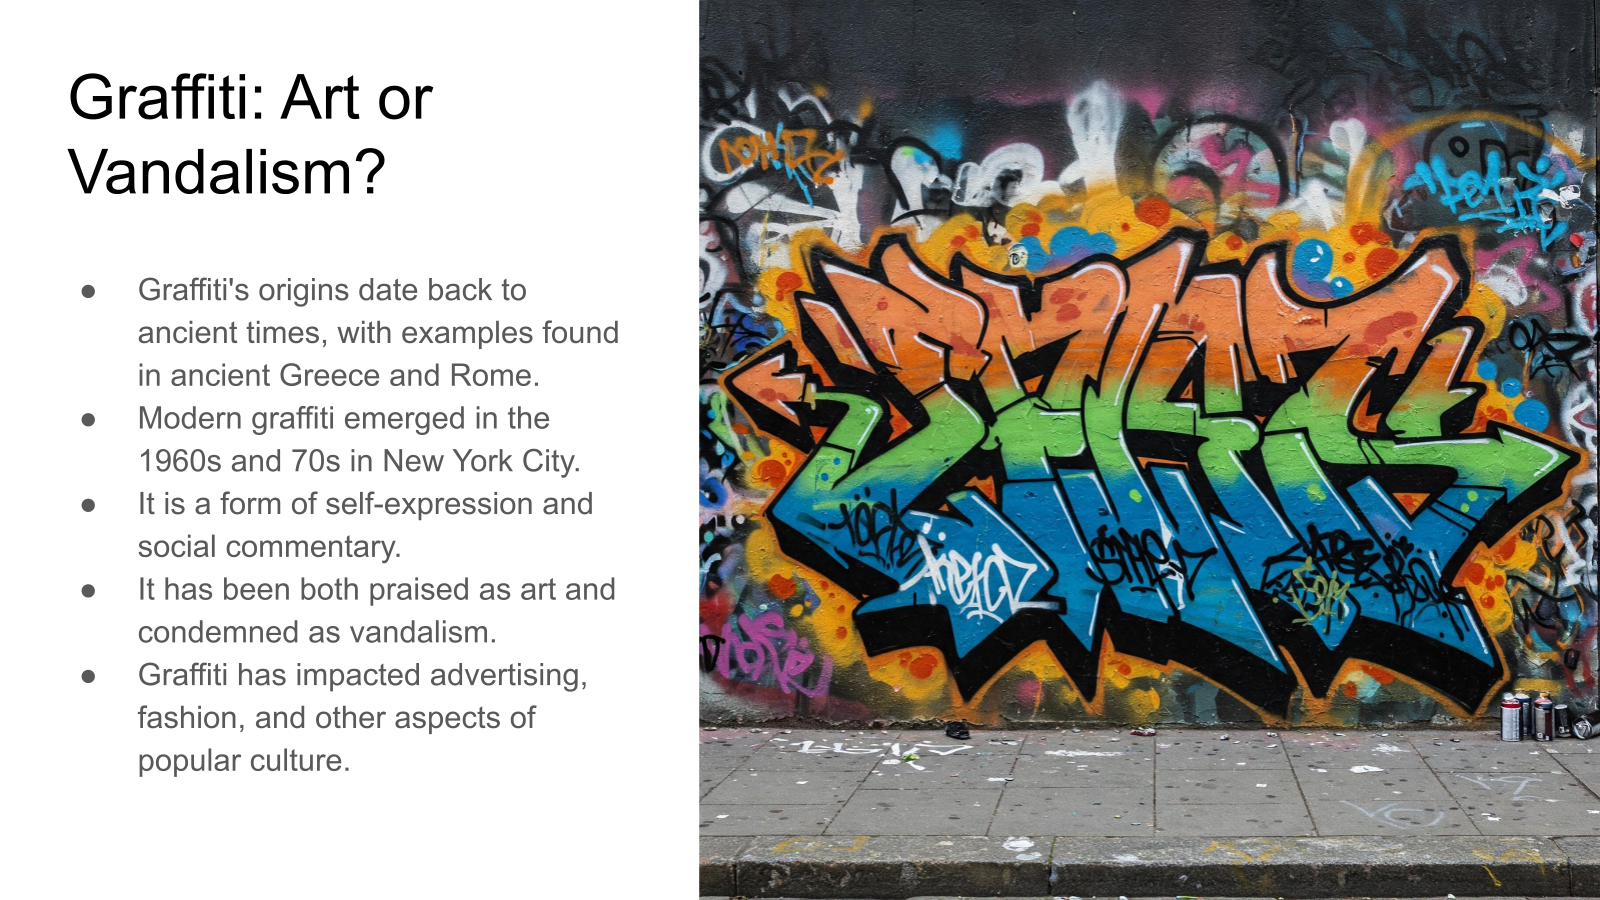 Graffiti: Art or
Vandalism?
● Graffiti's origins date back to
ancient times, with examples found
in ancient Greece and Rome.
● Modern graffiti emerged in the
1960s and 70s in New York City.
● It is a form of self-expression and
social commentary.
● It has been both praised as art and
condemned as vandalism.
● Graffiti has impacted advertising,
fashion, and other aspects of
popular culture.